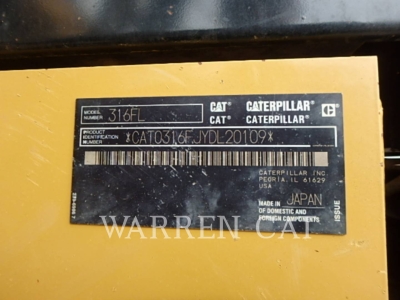 MODEL NUMBER 316FL CAT CATERPILLAR
CAT CATERPILLAR
PRODUCT IDENTIFICATION NUMBER *CAT0316FJYDL20109*
CATERPILLAR INC.
PEORIA, IL 61629
USA
MADE IN JAPAN
OF DOMESTIC AND
FOREIGN COMPONENTS
ISSUE
WARREN CAT